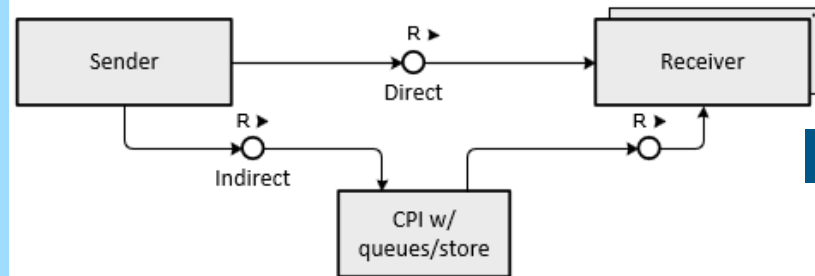 R ▶
Sender
Receiver
Direct
R ▶
R ▶
Indirect
CPI w/
queues/store